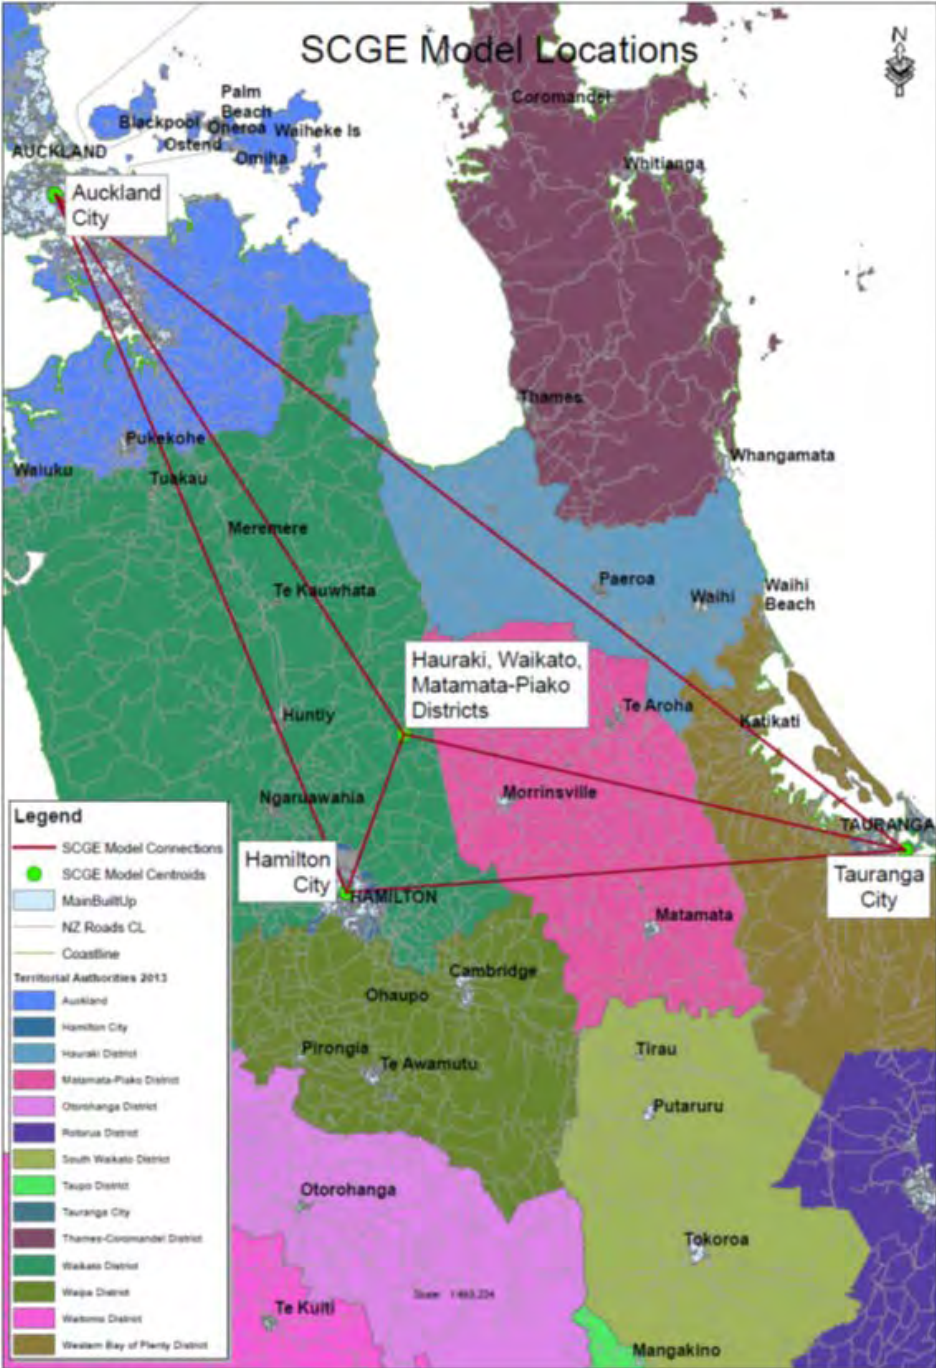 SCGE Model Locations
N
Coromandel
Palm
Beach
Blackpool
Oneroa
Waiheke Is
Ostend
Omiha
AUCKLAND
Whitianga
Auckland
City
Thames
Pukekohe
Whangamata
Waiuku
Tuakau
Meremere
Paeroa
Waihi
Waihi
Beach
Te Kauwhata
Hauraki, Waikato,
Matamata-Piako
Districts
Te Aroha
Huntly
Katikati
Morrinsville
Ngaruawahia
TAURANGA
Tauranga
City
Hamilton
City
HAMILTON
Matamata
Cambridge
Ohaupo
Pirongia
Te Awamutu
Tirau
Putaruru
Otorohanga
Tokoroa
Te Kuiti
Mangakino
Legend
SCGE Model Connections
SCGE Model Centroids
MainBuiltUp
NZ Roads CL
Coastline
Territorial Authorities 2013
Auckland
Hamilton City
Hauraki District
Matamata-Piako District
Otorohanga District
Rotorua District
South Waikato District
Taupo District
Tauranga City
Thames-Coromandel District
Waikato District
Waipa District
Waitomo District
Western Bay of Plenty District